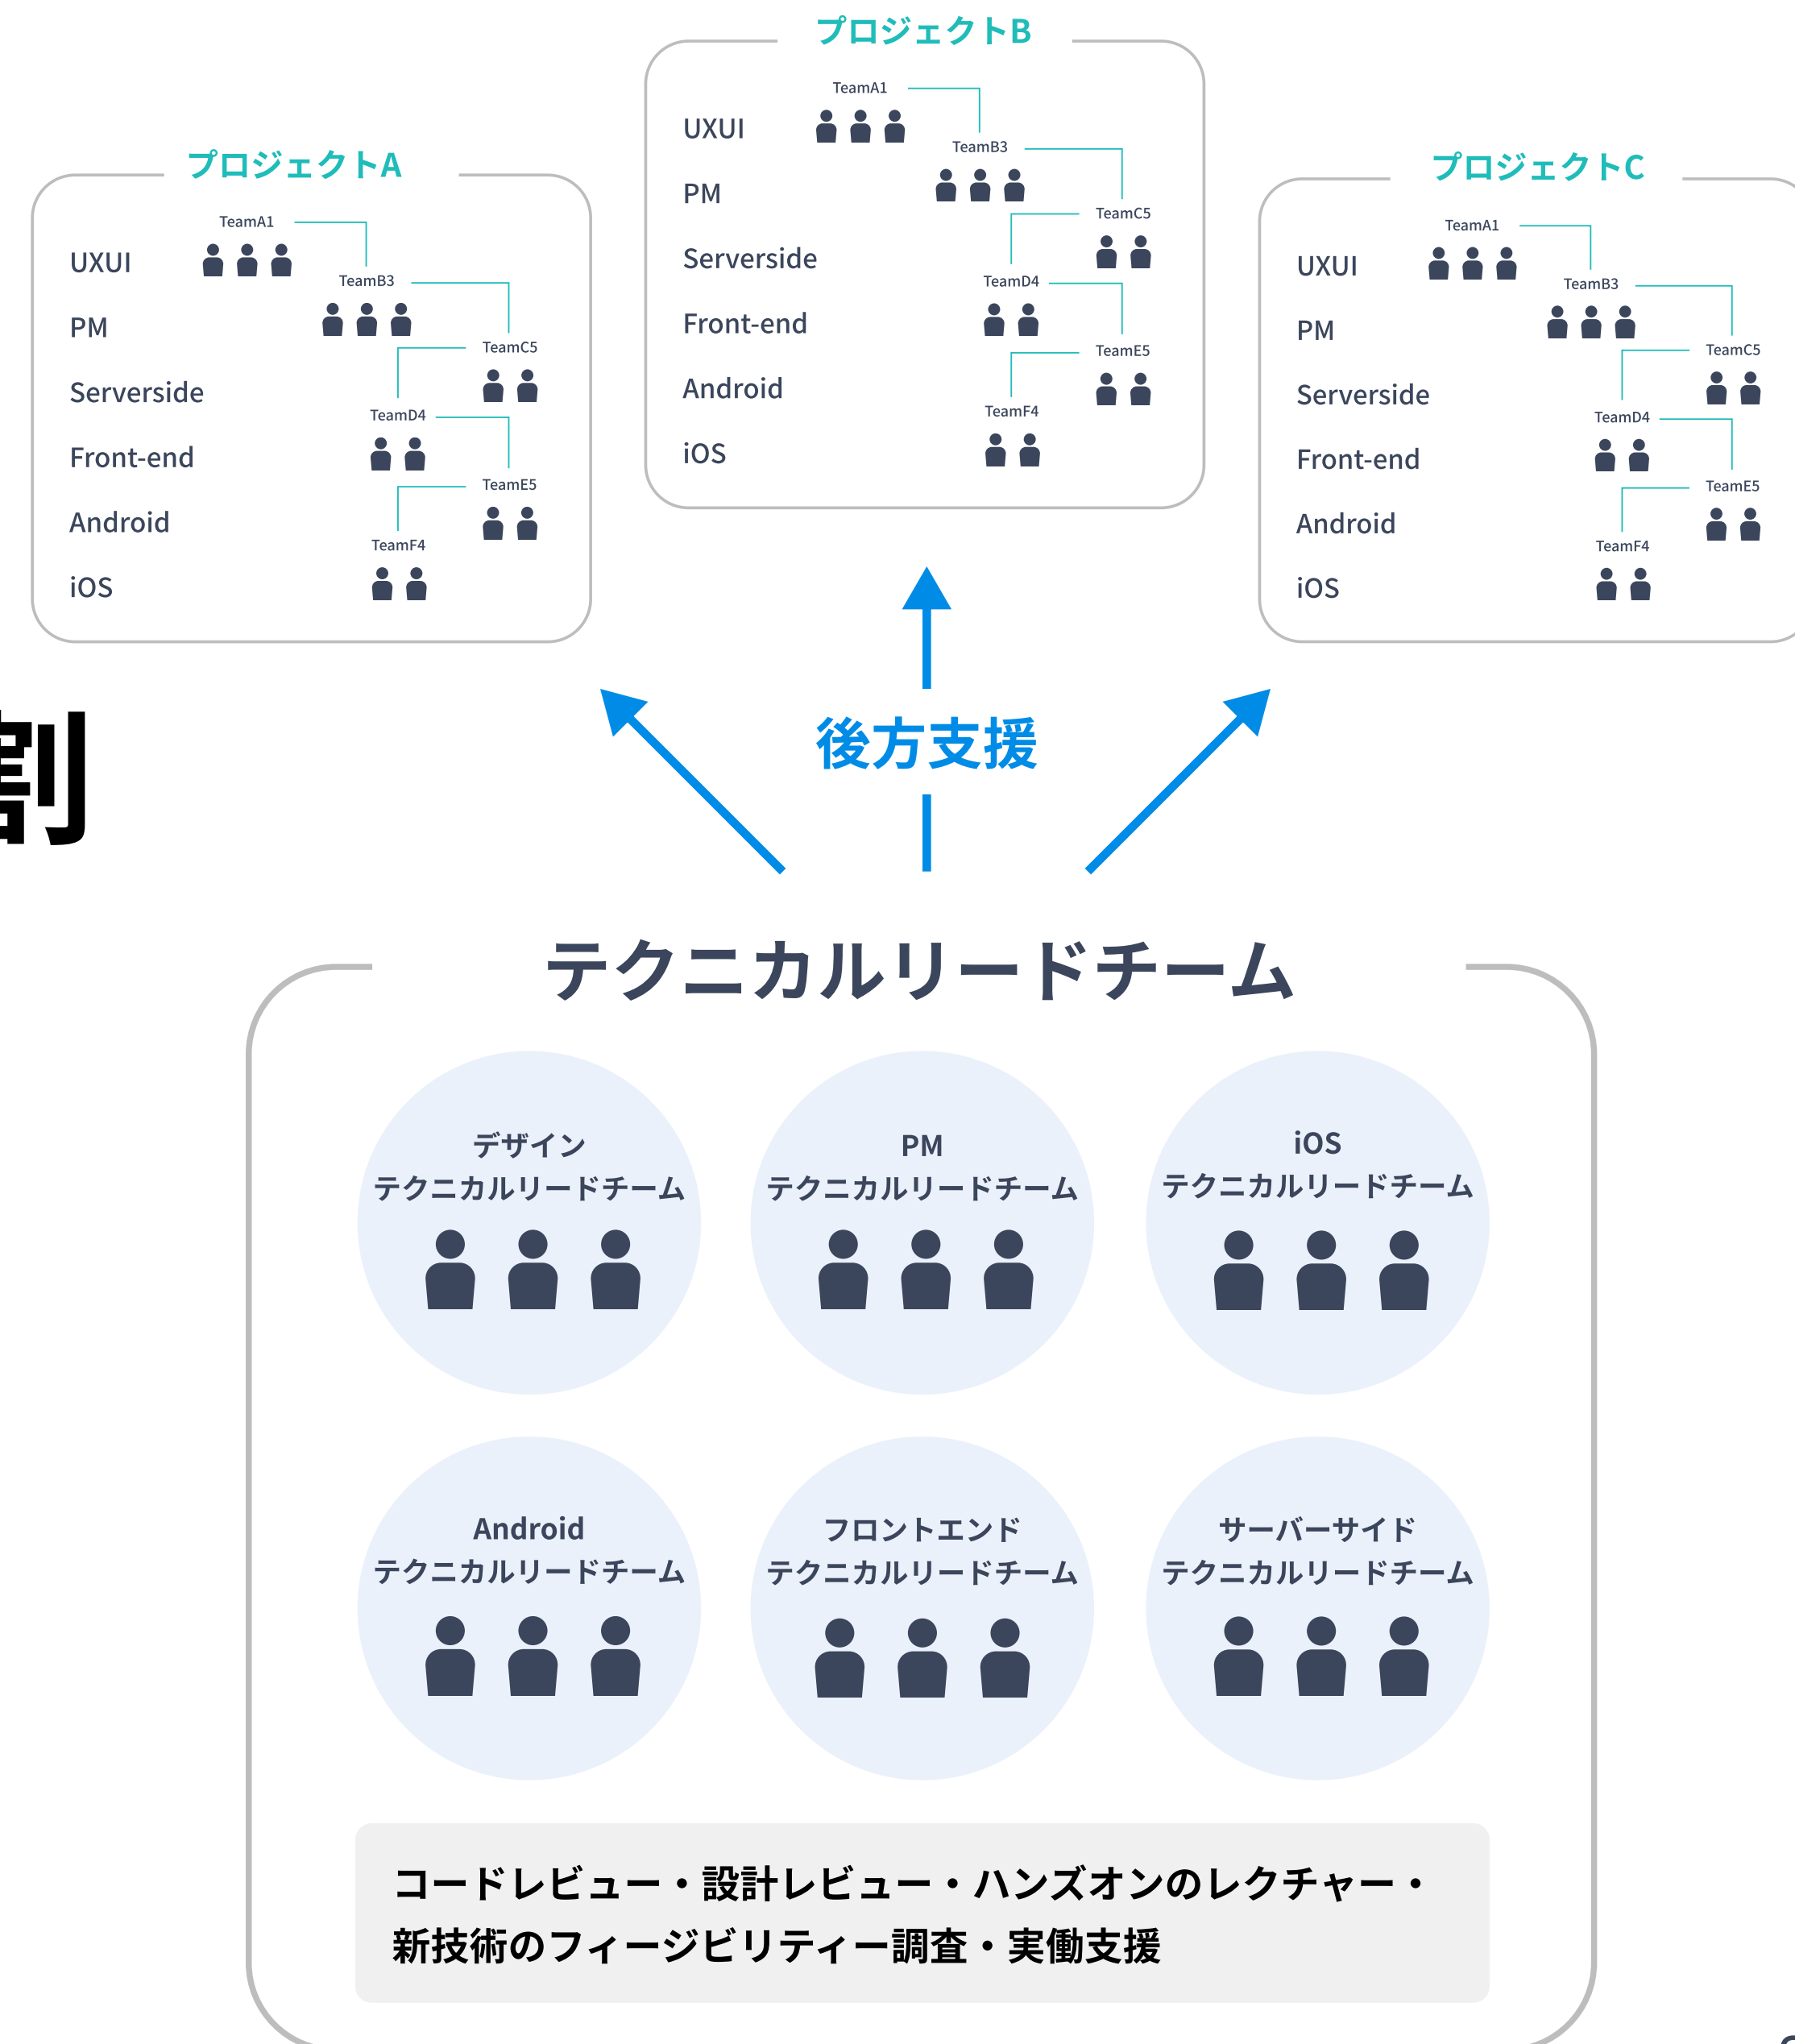 プロジェクトA
TeamA1
UXUI
TeamB3
PM
TeamC5
Serverside
TeamD4
Front-end
TeamE5
Android
TeamF4
iOS
プロジェクトB
TeamA1
UXUI
TeamB3
PM
TeamC5
Serverside
TeamD4
Front-end
TeamE5
Android
TeamF4
iOS
プロジェクトC
TeamA1
UXUI
TeamB3
PM
TeamC5
Serverside
TeamD4
Front-end
TeamE5
Android
TeamF4
iOS
割
後方支援
テクニカルリードチーム
デザイン
テクニカルリードチーム
PM
テクニカルリードチーム
iOS
テクニカルリードチーム
Android
テクニカルリードチーム
フロントエンド
テクニカルリードチーム
サーバーサイド
テクニカルリードチーム
コードレビュー・設計レビュー・ハンズオンのレクチャー・
新技術のフィージビリティー調査・実働支援